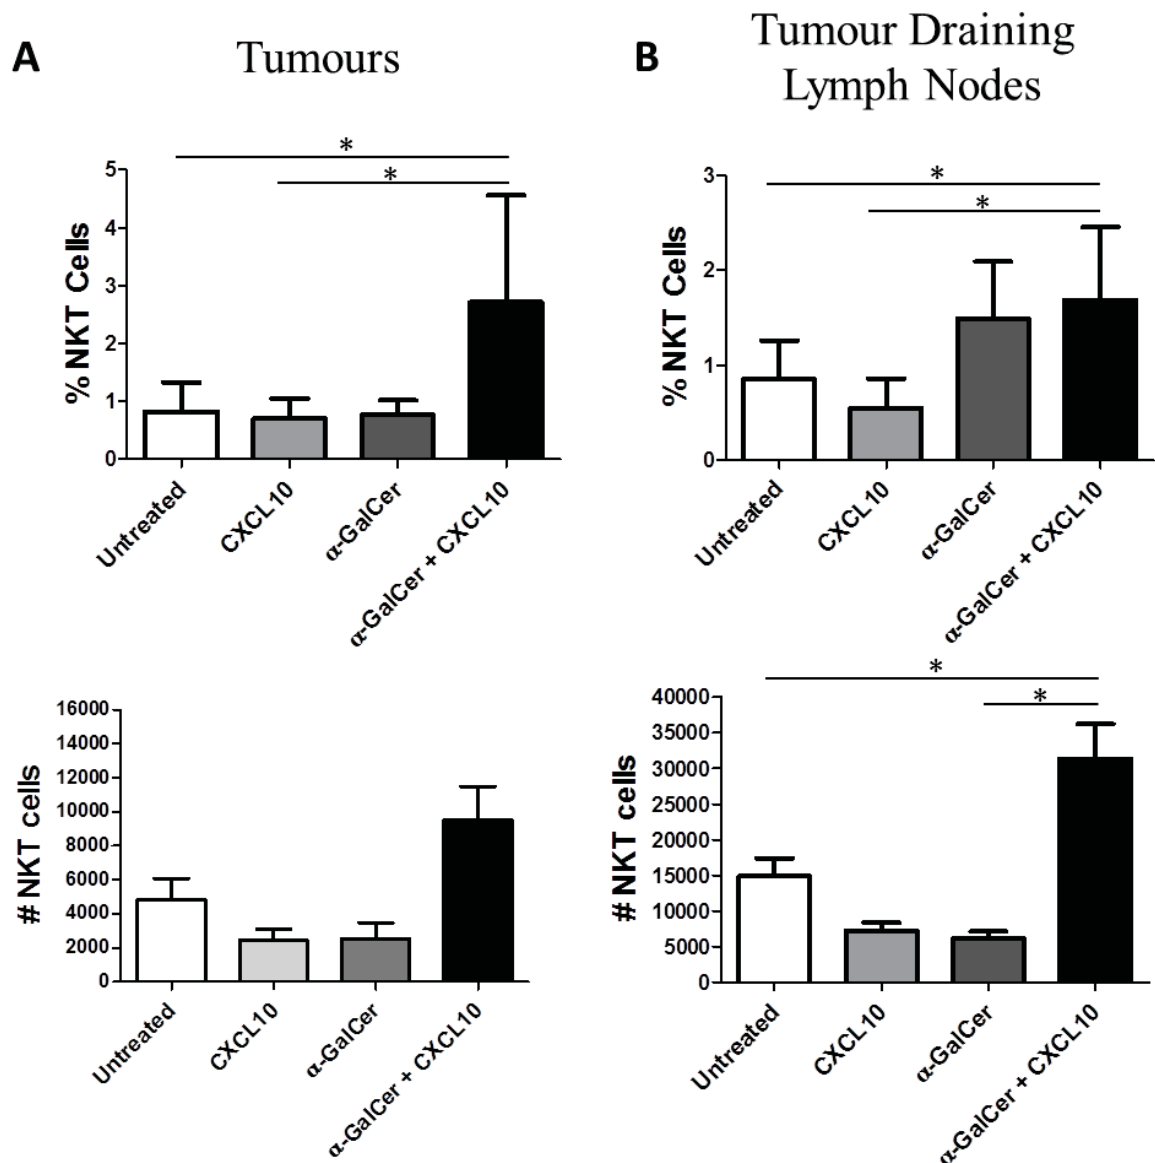 A
Tumours
B
Tumour Draining
Lymph Nodes
*
*
5
4
3
2
1
0
% NKT Cells
Untreated
CXCL10
α-GalCer
α-GalCer + CXCL10
*
*
3
2
1
0
% NKT Cells
Untreated
CXCL10
α-GalCer
α-GalCer + CXCL10
16000
14000
12000
10000
8000
6000
4000
2000
0
# NKT cells
Untreated
CXCL10
α-GalCer
α-GalCer + CXCL10
*
*
40000
35000
30000
25000
20000
15000
10000
5000
0
# NKT cells
Untreated
CXCL10
α-GalCer
α-GalCer + CXCL10